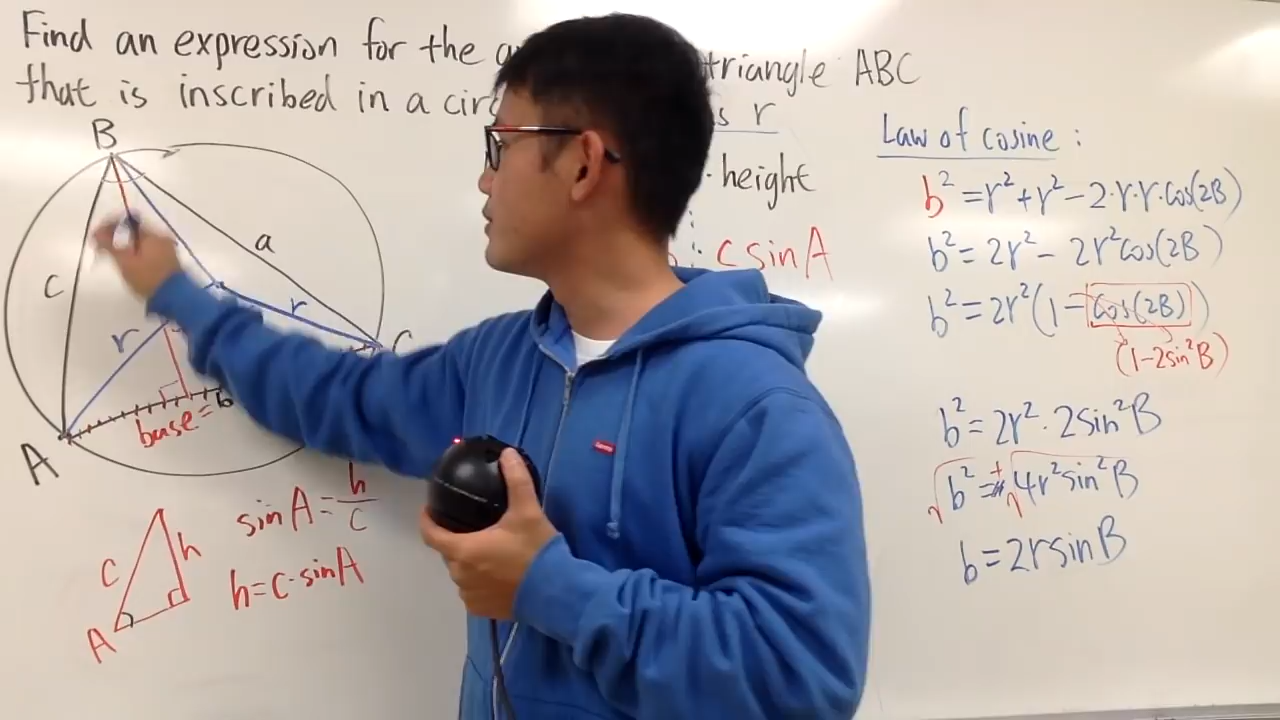 Find an expression for the triangle ABC
that is inscribed in a s r
· height
c sin A
B
a
c
r
r
C
A
base = b
c
h
A
sin A = h/c
h = c · sin A
Law of cosine :
b² = r² + r² − 2·r·r·cos(2B)
b² = 2r² − 2r² cos(2B)
b² = 2r²(1 − cos(2B))
(1−2sin²B)
b² = 2r² · 2sin²B
√b² = ±√4r²sin²B
b = 2r sin B